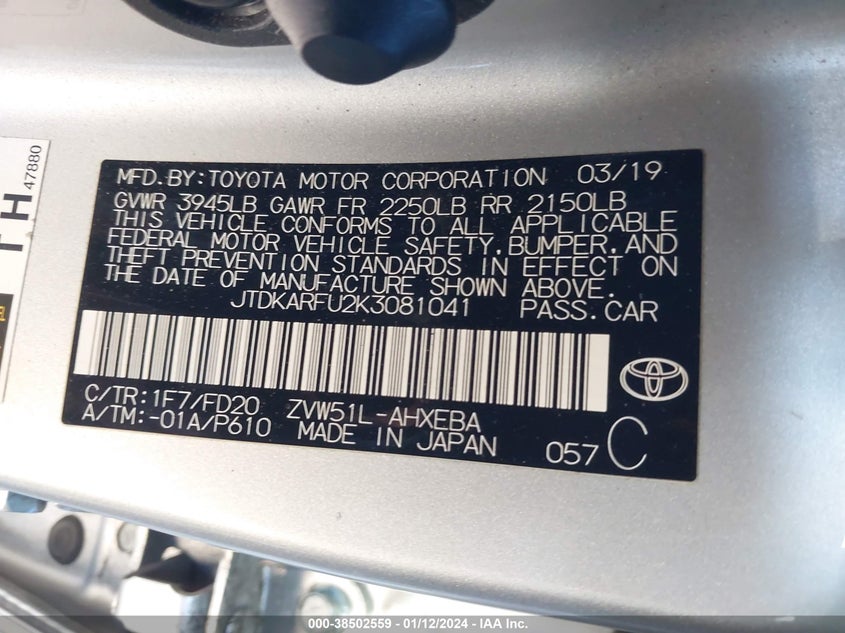 TH
47880
MFD.BY:TOYOTA MOTOR CORPORATION 03/19
GVWR 3945LB GAWR FR 2250LB RR 2150LB
THIS VEHICLE CONFORMS TO ALL APPLICABLE
FEDERAL MOTOR VEHICLE SAFETY, BUMPER, AND
THEFT PREVENTION STANDARDS IN EFFECT ON
THE DATE OF MANUFACTURE SHOWN ABOVE.
JTDKARFU2K3081041 PASS.CAR
C/TR:1F7/FD20 ZVW51L-AHXEBA
A/TM:-01A/P610 MADE IN JAPAN
057 C
000-38502559 - 01/12/2024 - IAA Inc.